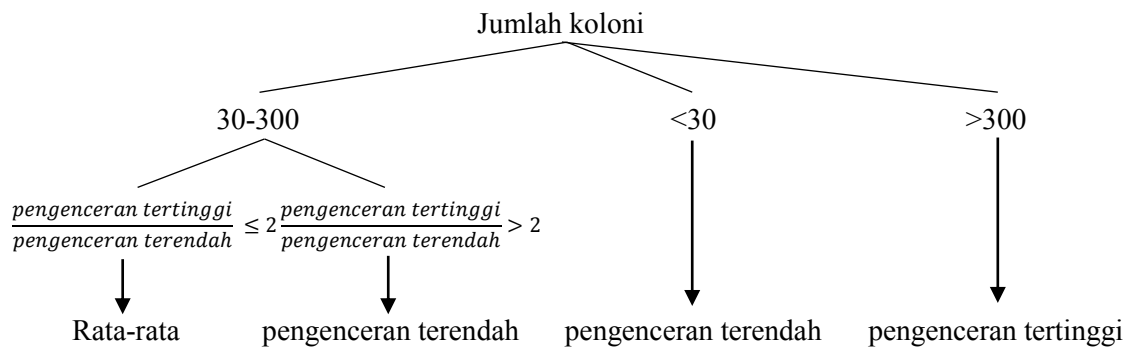 Jumlah koloni
30-300 <30 >300
pengenceran tertinggi / pengenceran terendah ≤ 2 pengenceran tertinggi / pengenceran terendah > 2
Rata-rata pengenceran terendah pengenceran terendah pengenceran tertinggi